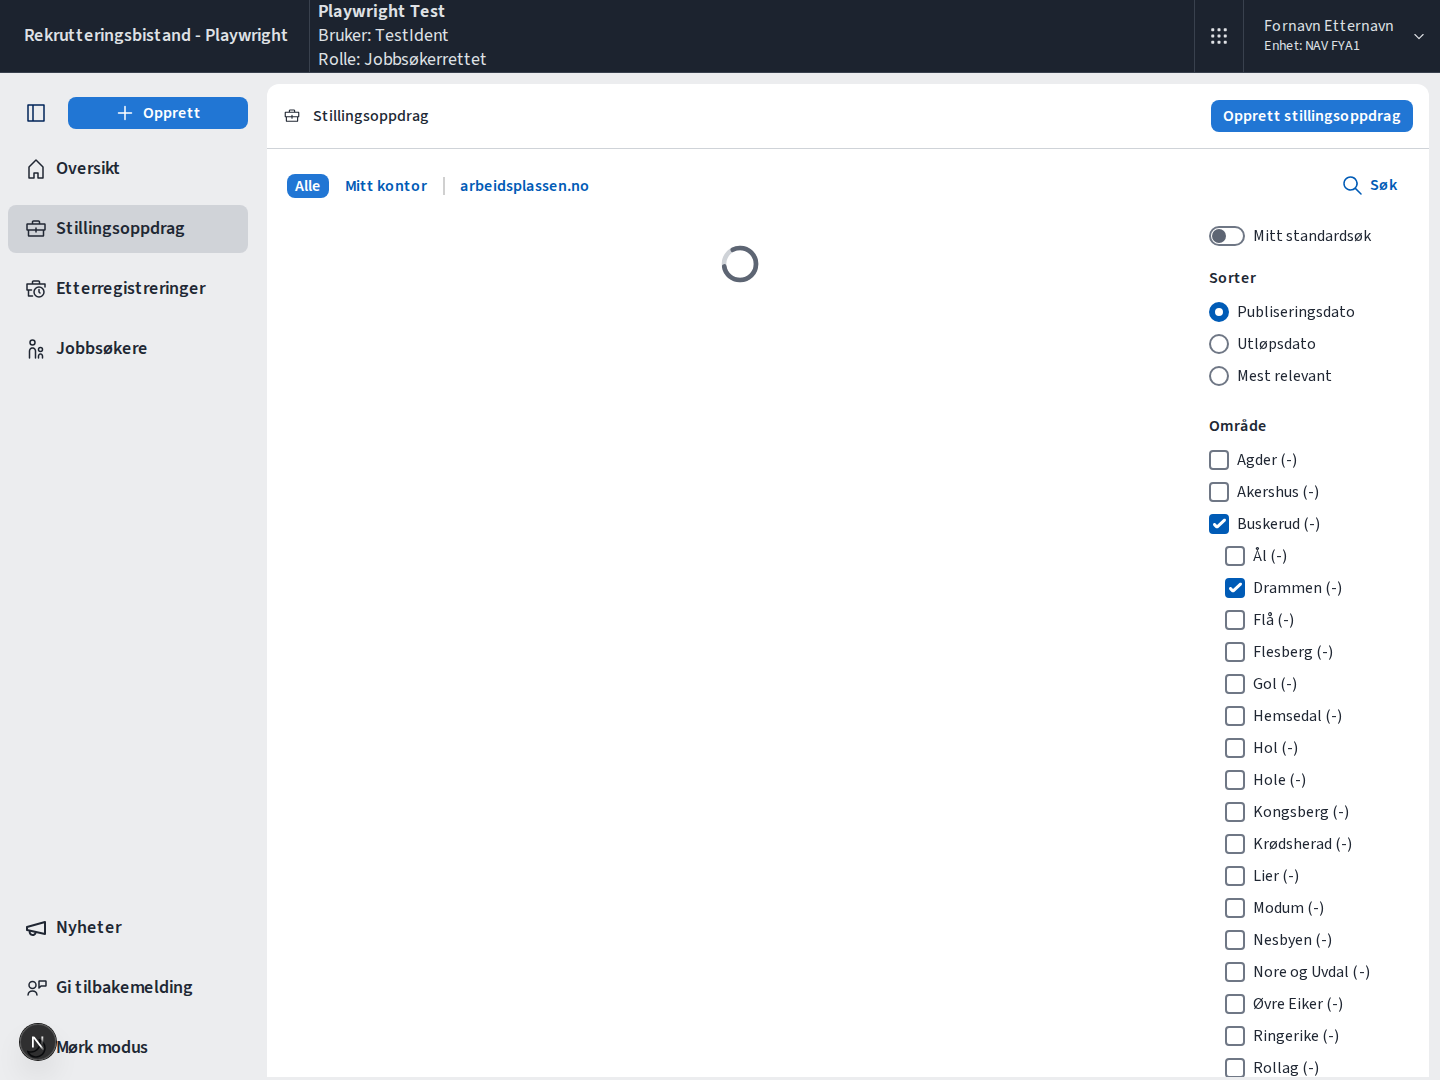 Rekrutteringsbistand - Playwright
Playwright Test
Bruker: TestIdent
Rolle: Jobbsøkerrettet
Fornavn Etternavn
Enhet: NAV FYA1
Opprett
Oversikt
Stillingsoppdrag
Etterregistreringer
Jobbsøkere
Nyheter
Gi tilbakemelding
N
Mørk modus
Stillingsoppdrag
Opprett stillingsoppdrag
Alle
Mitt kontor
arbeidsplassen.no
Søk
Mitt standardsøk
Sorter
Publiseringsdato
Utløpsdato
Mest relevant
Område
Agder (-)
Akershus (-)
Buskerud (-)
Ål (-)
Drammen (-)
Flå (-)
Flesberg (-)
Gol (-)
Hemsedal (-)
Hol (-)
Hole (-)
Kongsberg (-)
Krødsherad (-)
Lier (-)
Modum (-)
Nesbyen (-)
Nore og Uvdal (-)
Øvre Eiker (-)
Ringerike (-)
Rollag (-)